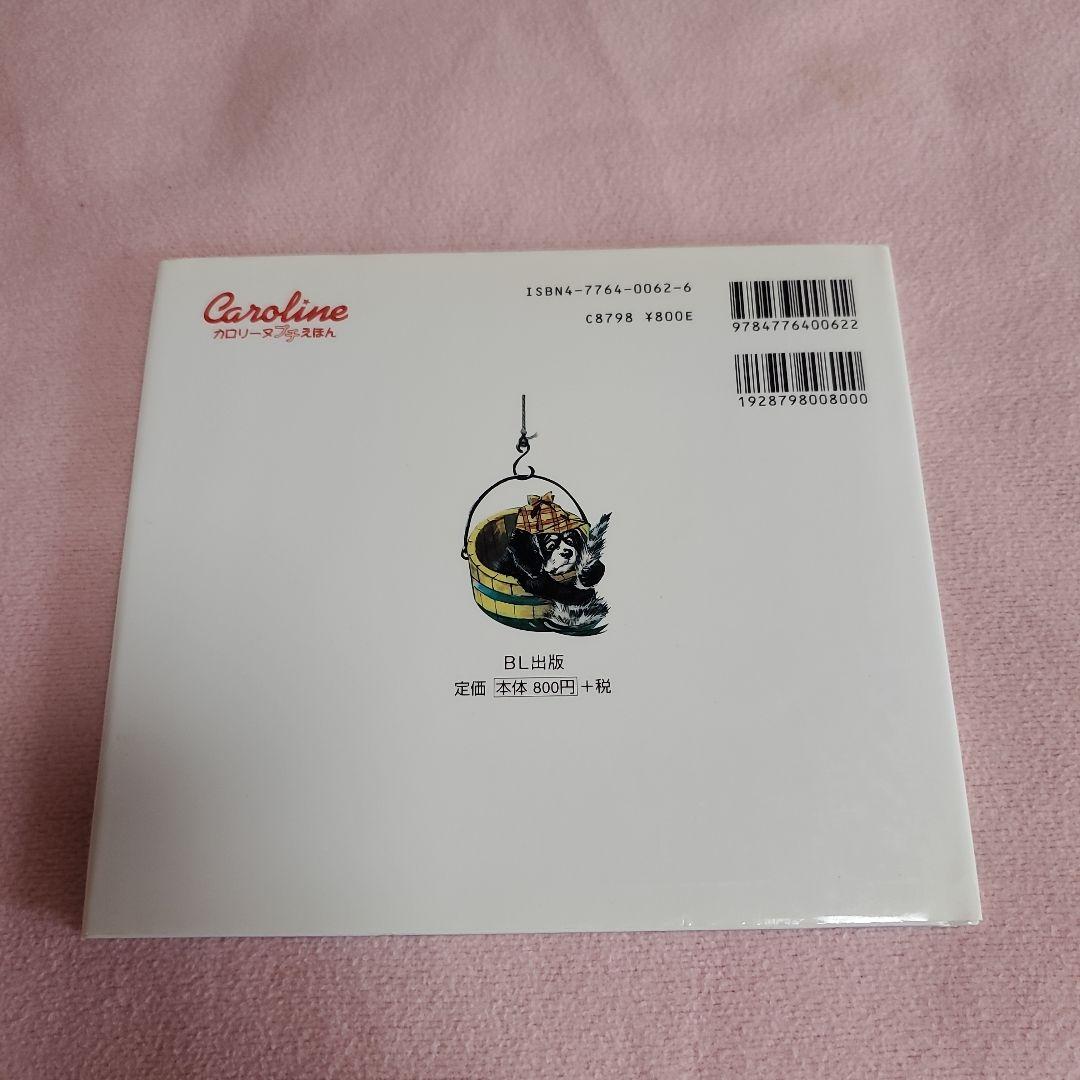 Caroline
カロリーヌプチえほん
ISBN4-7764-0062-6
C8798 ¥800E
9784776400622
1928798008000
BL出版
定価 本体 800円+税